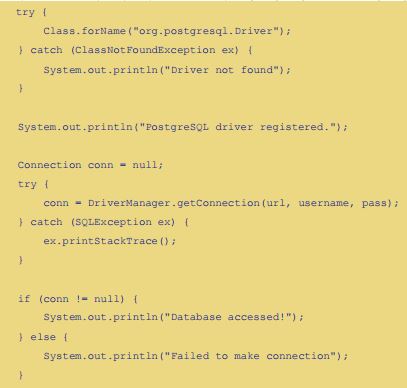 try {
    Class.forName("org.postgresql.Driver");
} catch (ClassNotFoundException ex) {
    System.out.println("Driver not found");
}

System.out.println("PostgreSQL driver registered.");

Connection conn = null;
try {
    conn = DriverManager.getConnection(url, username, pass);
} catch (SQLException ex) {
    ex.printStackTrace();
}

if (conn != null) {
    System.out.println("Database accessed!");
} else {
    System.out.println("Failed to make connection");
}